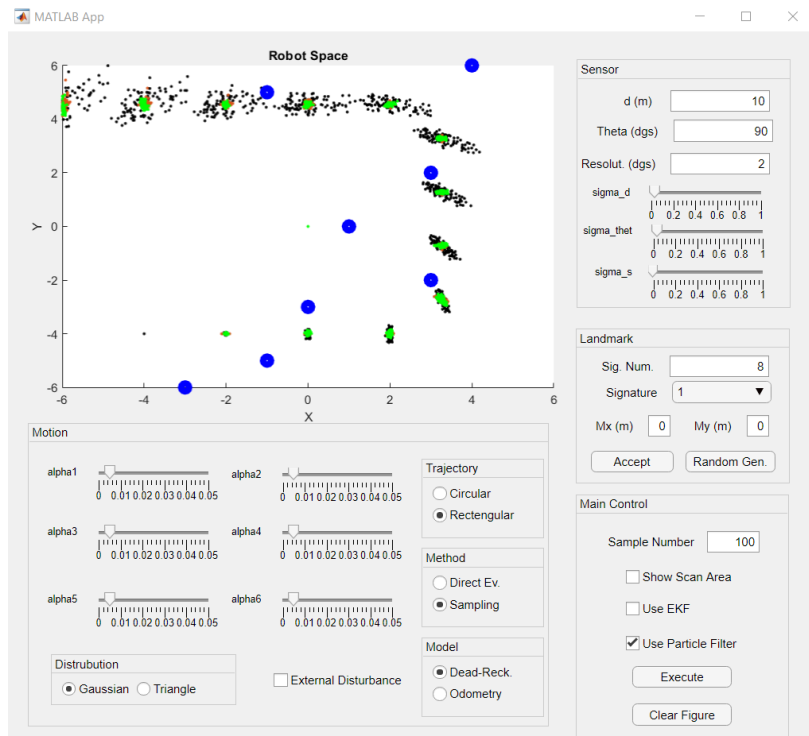 MATLAB App
Robot Space
6
4
2
0
-2
-4
-6
Y
-6 -4 -2 0 2 4 6
X
Sensor
d (m) 10
Theta (dgs) 90
Resolut. (dgs) 2
sigma_d
0 0.2 0.4 0.6 0.8 1
sigma_thet
0 0.2 0.4 0.6 0.8 1
sigma_s
0 0.2 0.4 0.6 0.8 1
Landmark
Sig. Num. 8
Signature 1
Mx (m) 0 My (m) 0
Accept Random Gen.
Motion
alpha1
0 0.01 0.02 0.03 0.04 0.05
alpha2
0 0.01 0.02 0.03 0.04 0.05
alpha3
0 0.01 0.02 0.03 0.04 0.05
alpha4
0 0.01 0.02 0.03 0.04 0.05
alpha5
0 0.01 0.02 0.03 0.04 0.05
alpha6
0 0.01 0.02 0.03 0.04 0.05
Distrubution
Gaussian Triangle
External Disturbance
Trajectory
Circular
Rectengular
Method
Direct Ev.
Sampling
Model
Dead-Reck.
Odometry
Main Control
Sample Number 100
Show Scan Area
Use EKF
Use Particle Filter
Execute
Clear Figure